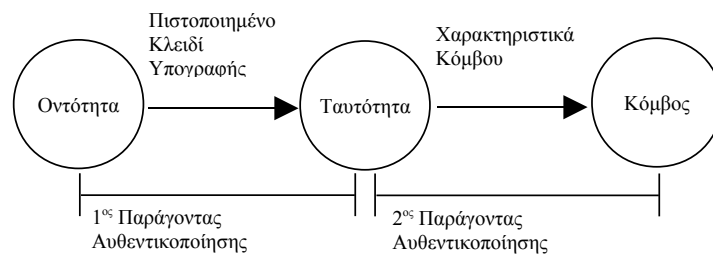 Πιστοποιημένο
Κλειδί
Υπογραφής
Χαρακτηριστικά
Κόμβου
Οντότητα
Ταυτότητα
Κόμβος
1ος Παράγοντας
Αυθεντικοποίησης
2ος Παράγοντας
Αυθεντικοποίησης